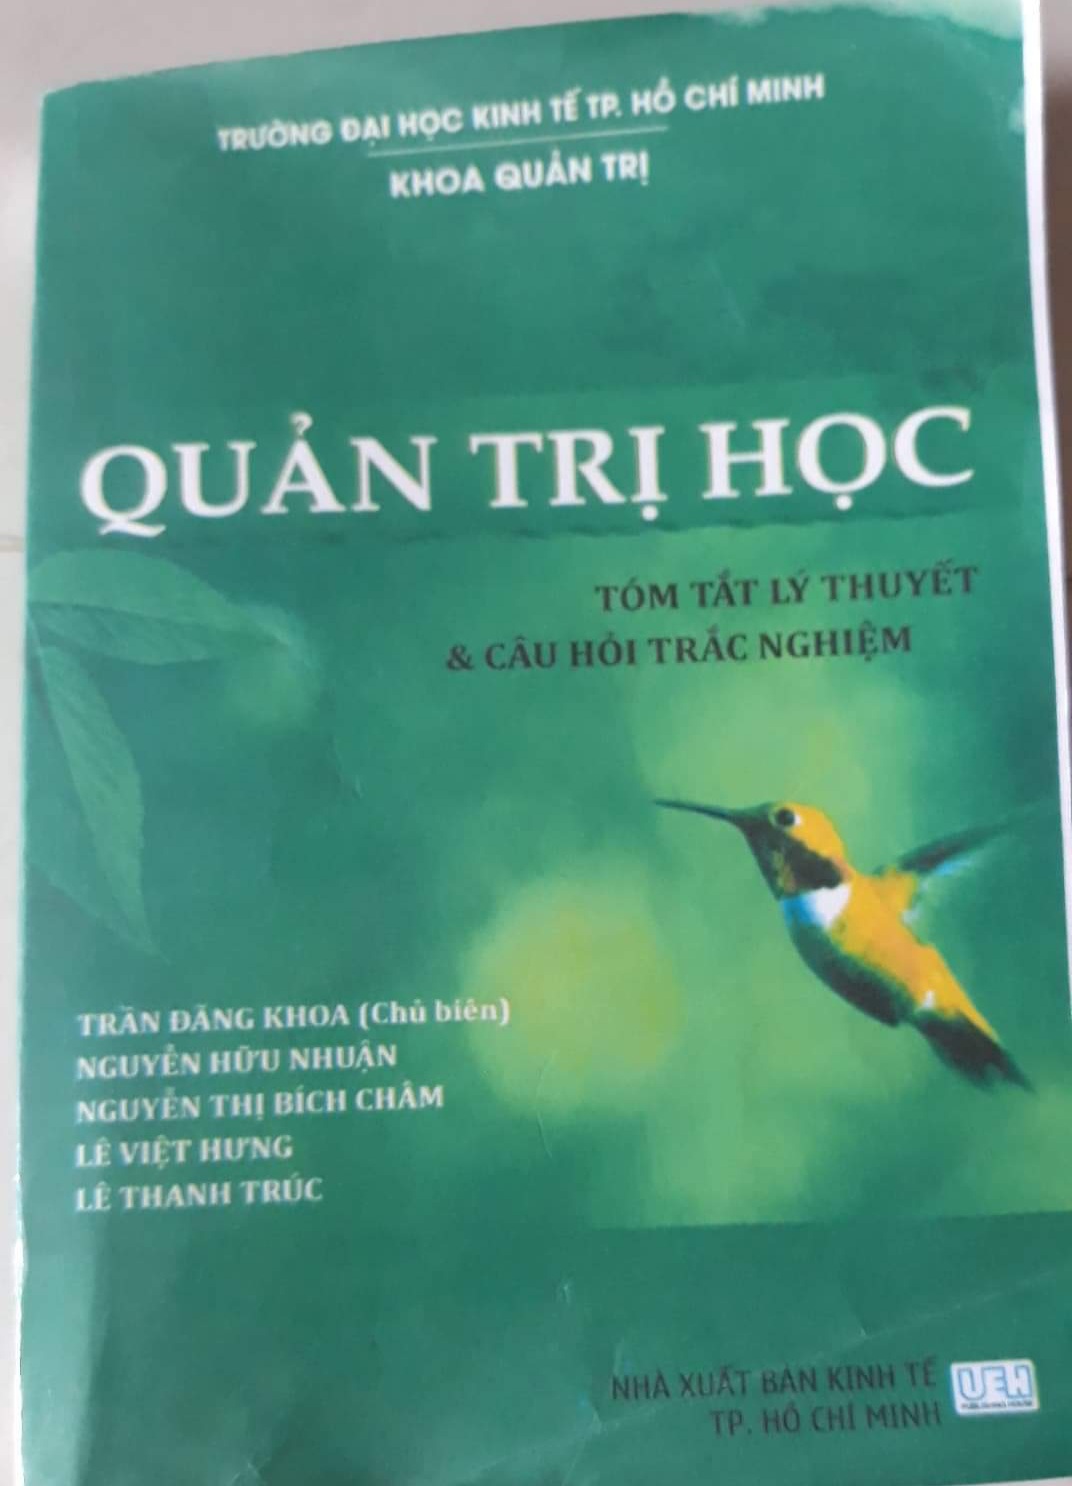 TRƯỜNG ĐẠI HỌC KINH TẾ TP. HỒ CHÍ MINH
KHOA QUẢN TRỊ
QUẢN TRỊ HỌC
TÓM TẮT LÝ THUYẾT
& CÂU HỎI TRẮC NGHIỆM
TRẦN ĐĂNG KHOA (Chủ biên)
NGUYỄN HỮU NHUẬN
NGUYỄN THỊ BÍCH CHÂM
LÊ VIỆT HƯNG
LÊ THANH TRÚC
NHÀ XUẤT BẢN KINH TẾ
TP. HỒ CHÍ MINH
UEH
PUBLISHING HOUSE